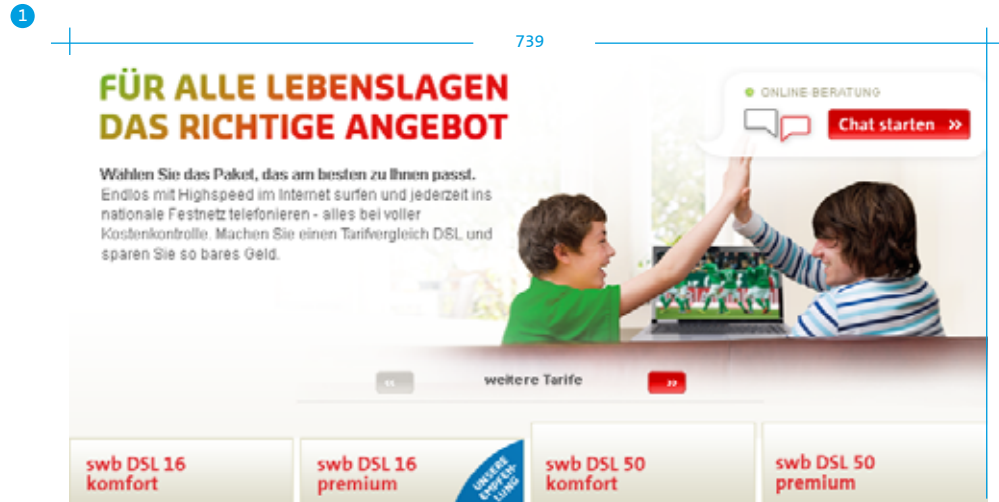 1
739
FÜR ALLE LEBENSLAGEN
DAS RICHTIGE ANGEBOT
ONLINE-BERATUNG
Chat starten »
Wählen Sie das Paket, das am besten zu Ihnen passt.
Endlos mit Highspeed im Internet surfen und jederzeit ins
nationale Festnetz telefonieren - alles bei voller
Kostenkontrolle. Machen Sie einen Tarifvergleich DSL und
sparen Sie so bares Geld.
« weitere Tarife »
swb DSL 16
komfort
swb DSL 16
premium
UNSERE
EMPFEH-
LUNG
swb DSL 50
komfort
swb DSL 50
premium